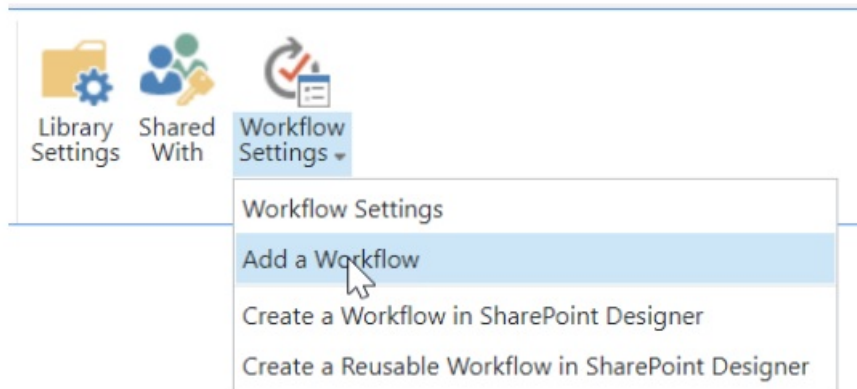 Library
Settings
Shared
With
Workflow
Settings
Workflow Settings
Add a Workflow
Create a Workflow in SharePoint Designer
Create a Reusable Workflow in SharePoint Designer